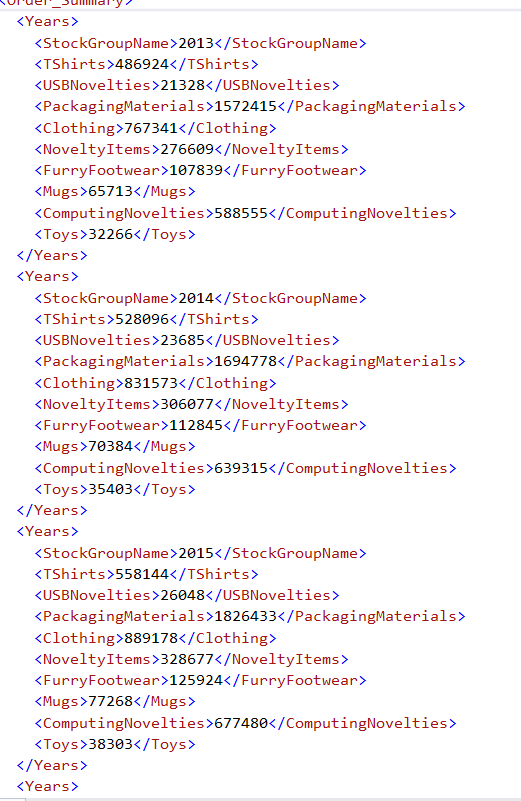 <Order_Summary>
<Years>
<StockGroupName>2013</StockGroupName>
<TShirts>486924</TShirts>
<USBNovelties>21328</USBNovelties>
<PackagingMaterials>1572415</PackagingMaterials>
<Clothing>767341</Clothing>
<NoveltyItems>276609</NoveltyItems>
<FurryFootwear>107839</FurryFootwear>
<Mugs>65713</Mugs>
<ComputingNovelties>588555</ComputingNovelties>
<Toys>32266</Toys>
</Years>
<Years>
<StockGroupName>2014</StockGroupName>
<TShirts>528096</TShirts>
<USBNovelties>23685</USBNovelties>
<PackagingMaterials>1694778</PackagingMaterials>
<Clothing>831573</Clothing>
<NoveltyItems>306077</NoveltyItems>
<FurryFootwear>112845</FurryFootwear>
<Mugs>70384</Mugs>
<ComputingNovelties>639315</ComputingNovelties>
<Toys>35403</Toys>
</Years>
<Years>
<StockGroupName>2015</StockGroupName>
<TShirts>558144</TShirts>
<USBNovelties>26048</USBNovelties>
<PackagingMaterials>1826433</PackagingMaterials>
<Clothing>889178</Clothing>
<NoveltyItems>328677</NoveltyItems>
<FurryFootwear>125924</FurryFootwear>
<Mugs>77268</Mugs>
<ComputingNovelties>677480</ComputingNovelties>
<Toys>38303</Toys>
</Years>
<Years>